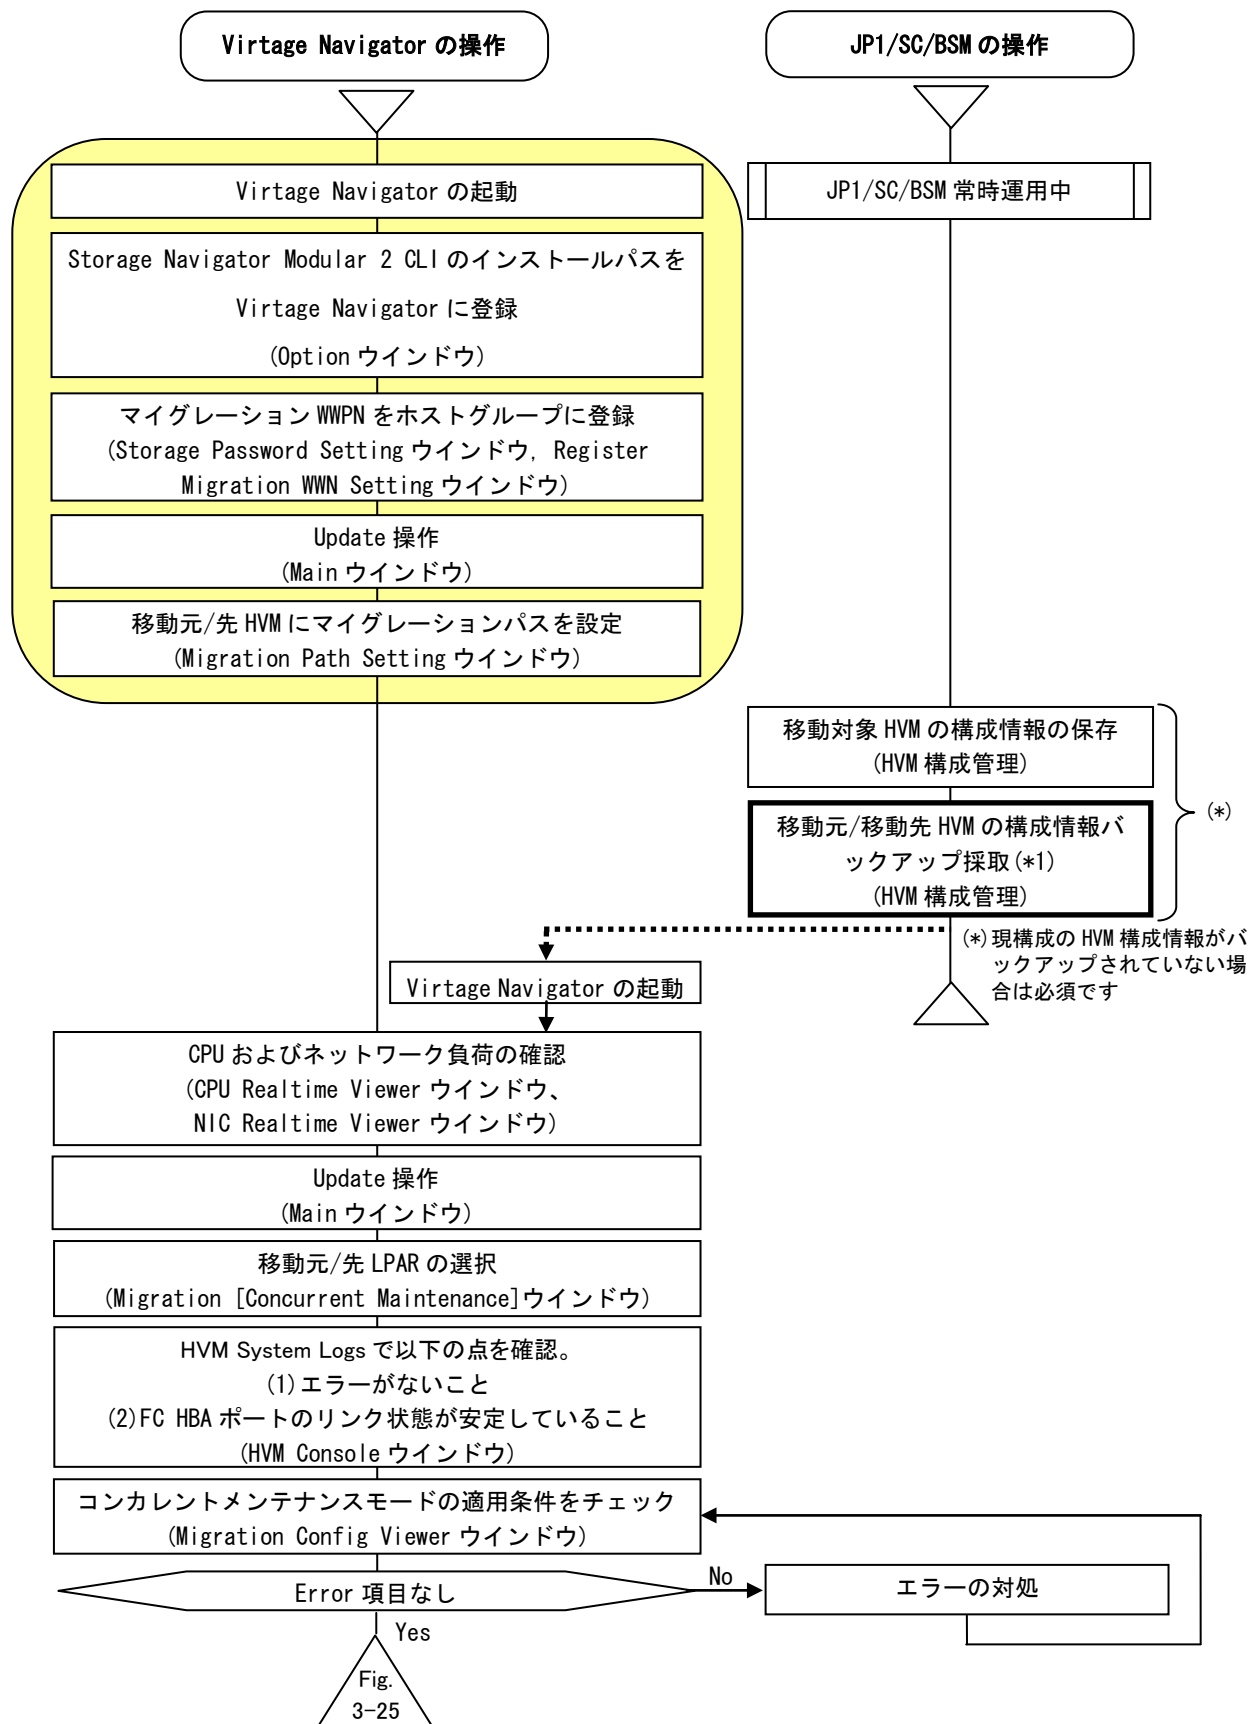 Virtage Navigator の操作
JP1/SC/BSM の操作
Virtage Navigator の起動
JP1/SC/BSM 常時運用中
Storage Navigator Modular 2 CLI のインストールパスを
Virtage Navigator に登録
(Option ウインドウ)
マイグレーション WWPN をホストグループに登録
(Storage Password Setting ウインドウ, Register
Migration WWN Setting ウインドウ)
Update 操作
(Main ウインドウ)
移動元/先 HVM にマイグレーションパスを設定
(Migration Path Setting ウインドウ)
移動対象 HVM の構成情報の保存
(HVM 構成管理)
移動元/移動先 HVM の構成情報バ
ックアップ採取(*1)
(HVM 構成管理)
(*)
(*)現構成の HVM 構成情報がバ
ックアップされていない場
合は必須です
Virtage Navigator の起動
CPU およびネットワーク負荷の確認
(CPU Realtime Viewer ウインドウ、
NIC Realtime Viewer ウインドウ)
Update 操作
(Main ウインドウ)
移動元/先 LPAR の選択
(Migration [Concurrent Maintenance]ウインドウ)
HVM System Logs で以下の点を確認。
(1)エラーがないこと
(2)FC HBA ポートのリンク状態が安定していること
(HVM Console ウインドウ)
コンカレントメンテナンスモードの適用条件をチェック
(Migration Config Viewer ウインドウ)
Error 項目なし
No
エラーの対処
Yes
Fig.
3-25